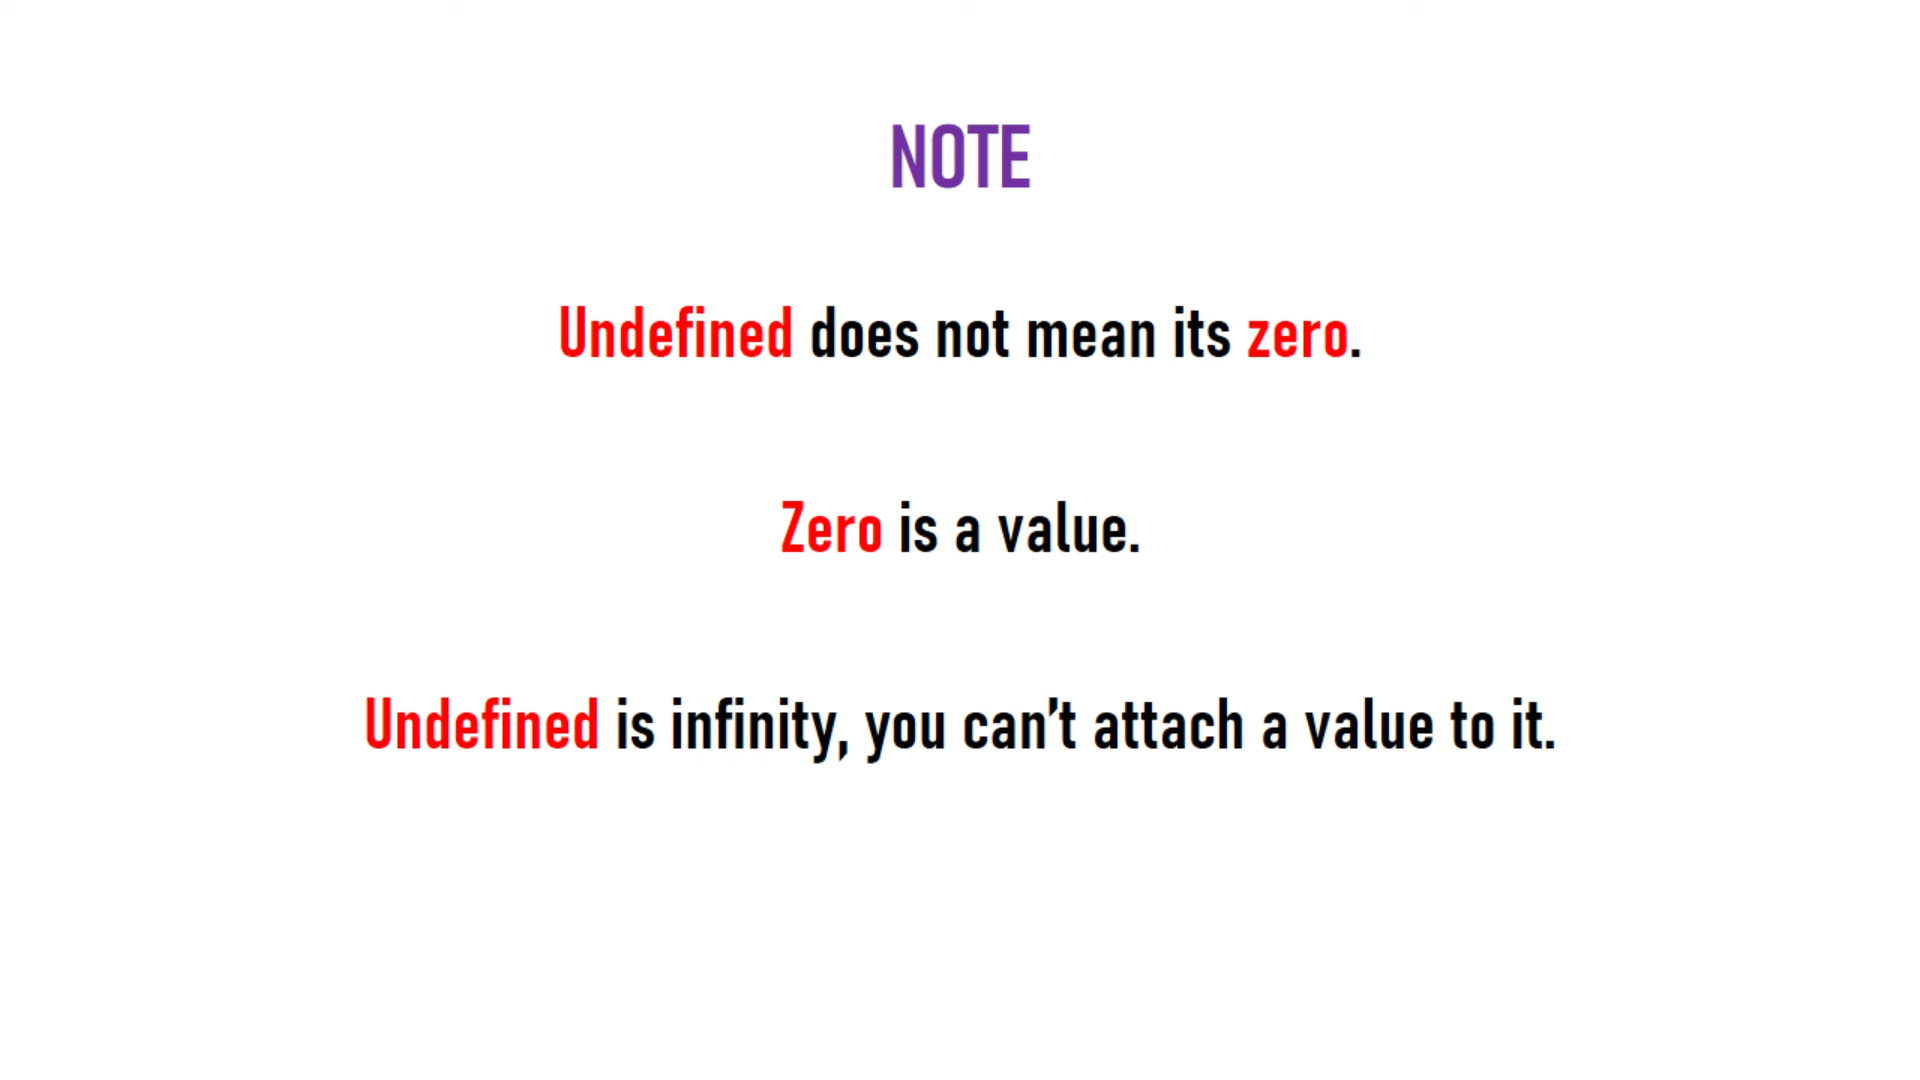 NOTE
Undefined does not mean its zero.
Zero is a value.
Undefined is infinity, you can’t attach a value to it.